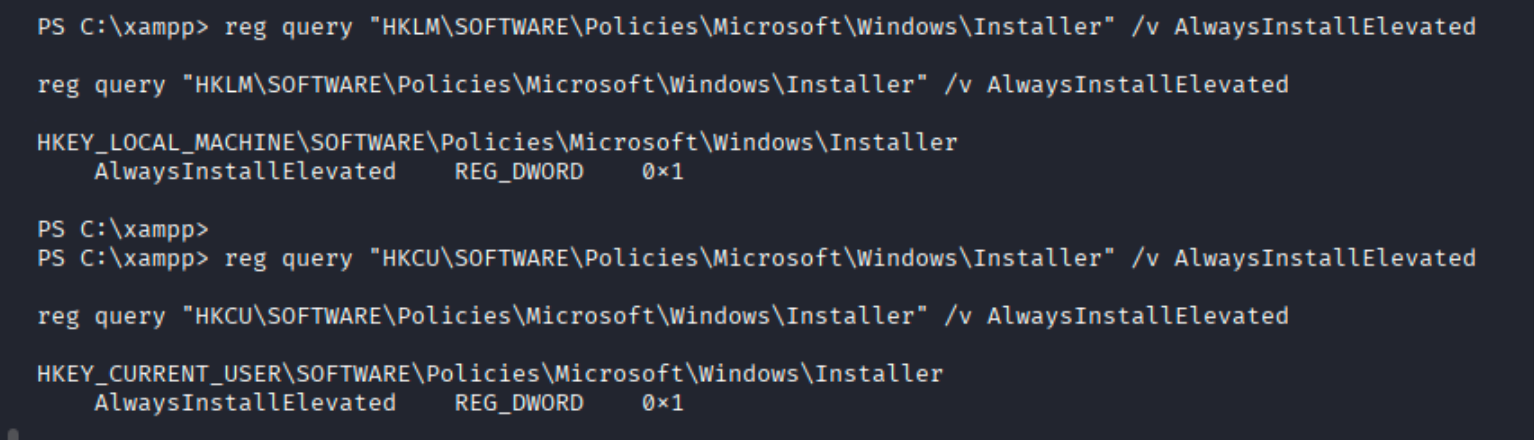 PS C:\xampp> reg query "HKLM\SOFTWARE\Policies\Microsoft\Windows\Installer" /v AlwaysInstallElevated
reg query "HKLM\SOFTWARE\Policies\Microsoft\Windows\Installer" /v AlwaysInstallElevated
HKEY_LOCAL_MACHINE\SOFTWARE\Policies\Microsoft\Windows\Installer
AlwaysInstallElevated    REG_DWORD    0×1
PS C:\xampp>
PS C:\xampp> reg query "HKCU\SOFTWARE\Policies\Microsoft\Windows\Installer" /v AlwaysInstallElevated
reg query "HKCU\SOFTWARE\Policies\Microsoft\Windows\Installer" /v AlwaysInstallElevated
HKEY_CURRENT_USER\SOFTWARE\Policies\Microsoft\Windows\Installer
AlwaysInstallElevated    REG_DWORD    0×1